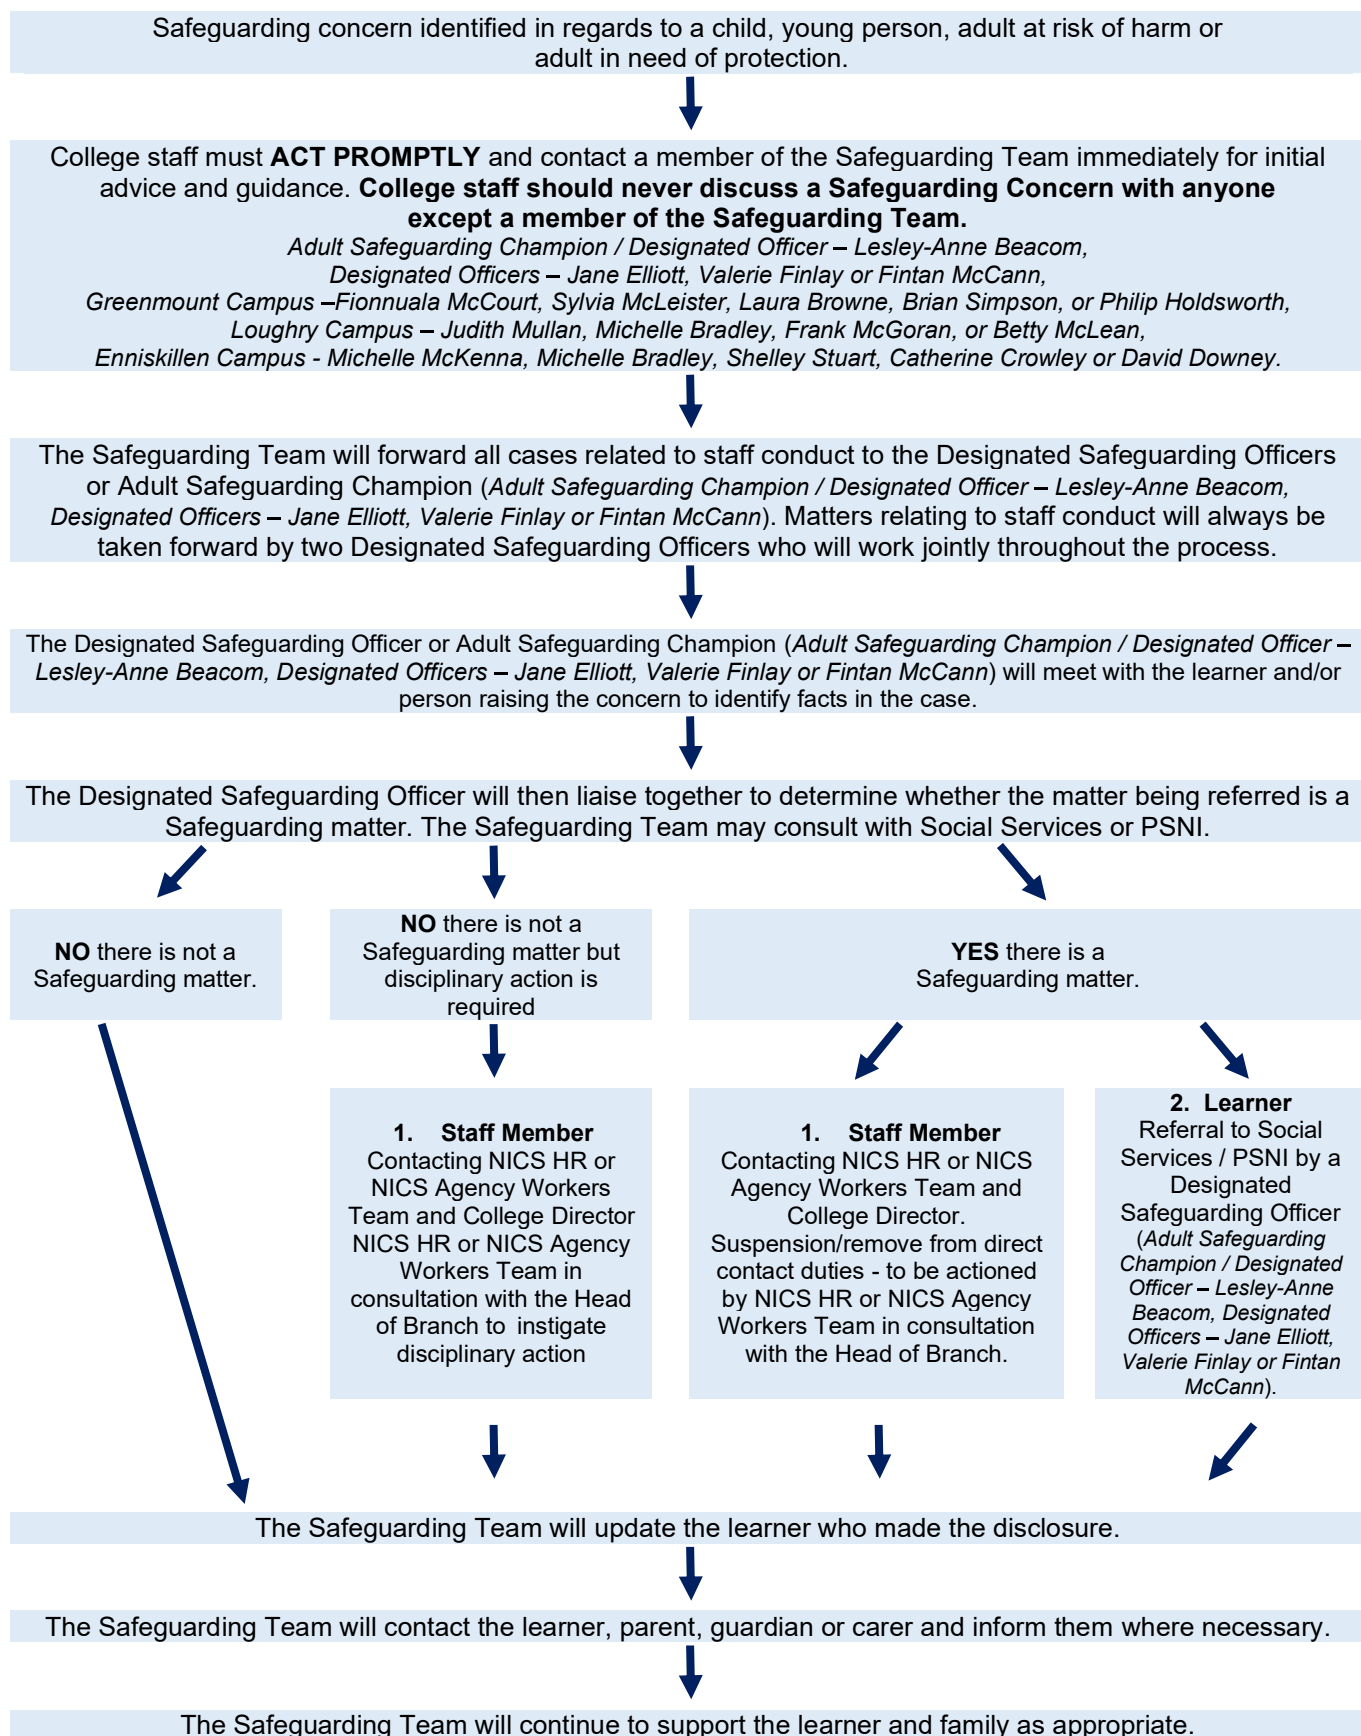 Safeguarding concern identified in regards to a child, young person, adult at risk of harm or
adult in need of protection.
College staff must ACT PROMPTLY and contact a member of the Safeguarding Team immediately for initial
advice and guidance. College staff should never discuss a Safeguarding Concern with anyone
except a member of the Safeguarding Team.
Adult Safeguarding Champion / Designated Officer – Lesley-Anne Beacom,
Designated Officers – Jane Elliott, Valerie Finlay or Fintan McCann,
Greenmount Campus –Fionnuala McCourt, Sylvia McLeister, Laura Browne, Brian Simpson, or Philip Holdsworth,
Loughry Campus – Judith Mullan, Michelle Bradley, Frank McGoran, or Betty McLean,
Enniskillen Campus - Michelle McKenna, Michelle Bradley, Shelley Stuart, Catherine Crowley or David Downey.
The Safeguarding Team will forward all cases related to staff conduct to the Designated Safeguarding Officers
or Adult Safeguarding Champion (Adult Safeguarding Champion / Designated Officer – Lesley-Anne Beacom,
Designated Officers – Jane Elliott, Valerie Finlay or Fintan McCann). Matters relating to staff conduct will always be
taken forward by two Designated Safeguarding Officers who will work jointly throughout the process.
The Designated Safeguarding Officer or Adult Safeguarding Champion (Adult Safeguarding Champion / Designated Officer –
Lesley-Anne Beacom, Designated Officers – Jane Elliott, Valerie Finlay or Fintan McCann) will meet with the learner and/or
person raising the concern to identify facts in the case.
The Designated Safeguarding Officer will then liaise together to determine whether the matter being referred is a
Safeguarding matter. The Safeguarding Team may consult with Social Services or PSNI.
NO there is not a
Safeguarding matter.
NO there is not a
Safeguarding matter but
disciplinary action is
required
YES there is a
Safeguarding matter.
1. Staff Member
Contacting NICS HR or
NICS Agency Workers
Team and College Director
NICS HR or NICS Agency
Workers Team in
consultation with the Head
of Branch to instigate
disciplinary action
1. Staff Member
Contacting NICS HR or NICS
Agency Workers Team and
College Director.
Suspension/remove from direct
contact duties - to be actioned
by NICS HR or NICS Agency
Workers Team in consultation
with the Head of Branch.
2. Learner
Referral to Social
Services / PSNI by a
Designated
Safeguarding Officer
(Adult Safeguarding
Champion / Designated
Officer – Lesley-Anne
Beacom, Designated
Officers – Jane Elliott,
Valerie Finlay or Fintan
McCann).
The Safeguarding Team will update the learner who made the disclosure.
The Safeguarding Team will contact the learner, parent, guardian or carer and inform them where necessary.
The Safeguarding Team will continue to support the learner and family as appropriate.